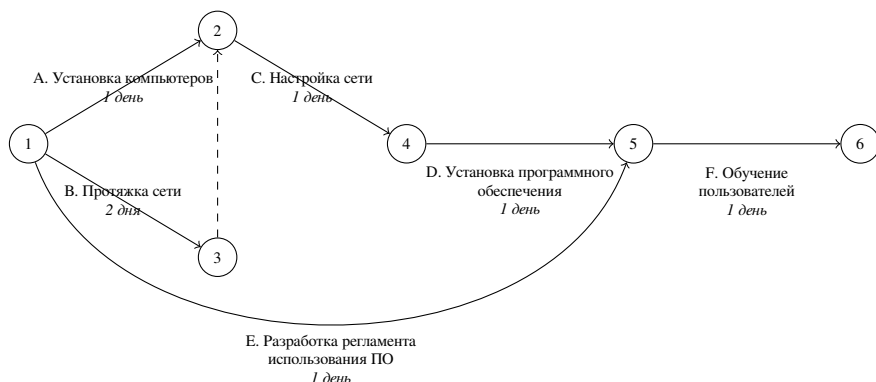 2
A. Установка компьютеров
1 день
C. Настройка сети
1 день
1
4
5
6
B. Протяжка сети
2 дня
D. Установка программного
обеспечения
1 день
F. Обучение
пользователей
1 день
3
E. Разработка регламента
использования ПО
1 день